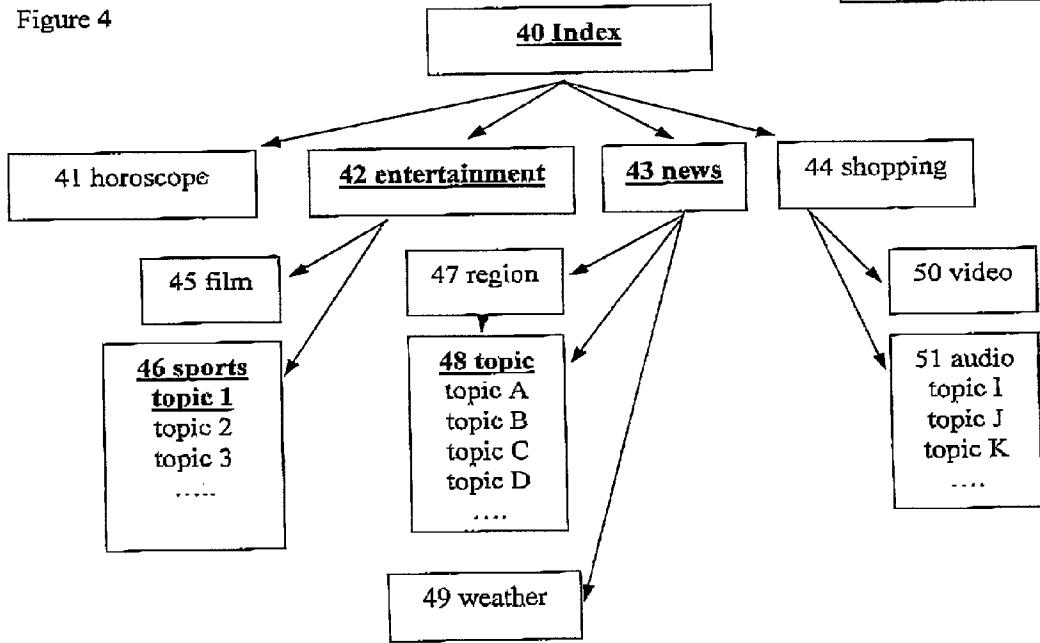 Figure 4
40 Index
41 horoscope
42 entertainment
43 news
44 shopping
45 film
47 region
50 video
46 sports
topic 1
topic 2
topic 3
.....
48 topic
topic A
topic B
topic C
topic D
....
51 audio
topic I
topic J
topic K
....
49 weather